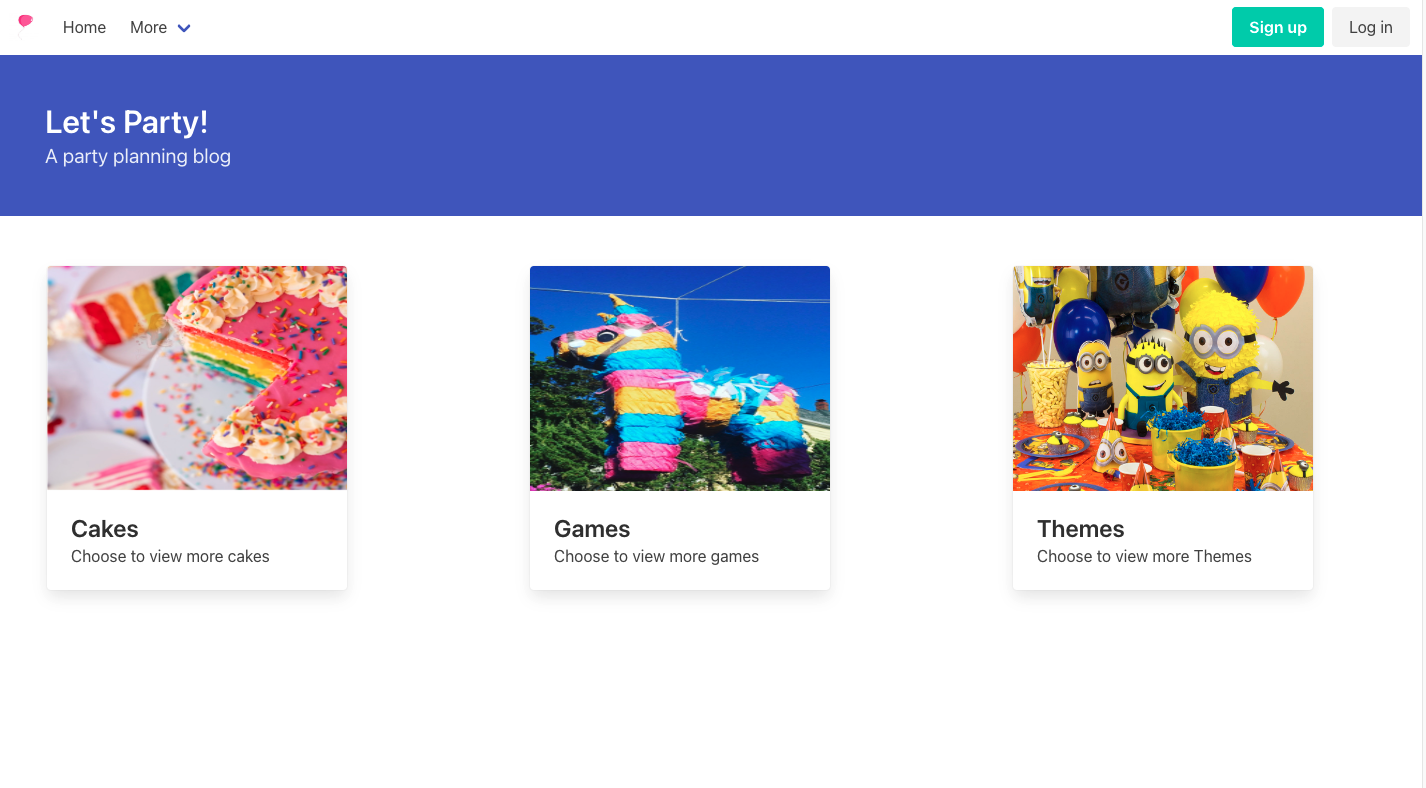 Home
More
Sign up
Log in
Let's Party!
A party planning blog
Cakes
Choose to view more cakes
Games
Choose to view more games
Themes
Choose to view more Themes